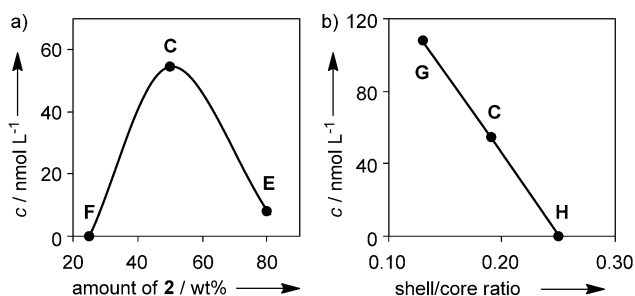 a)
c / nmol L⁻¹
60
40
20
0
20 40 60 80
amount of 2 / wt%
F
C
E
b)
c / nmol L⁻¹
120
80
40
0
0.10 0.20 0.30
shell/core ratio
G
C
H